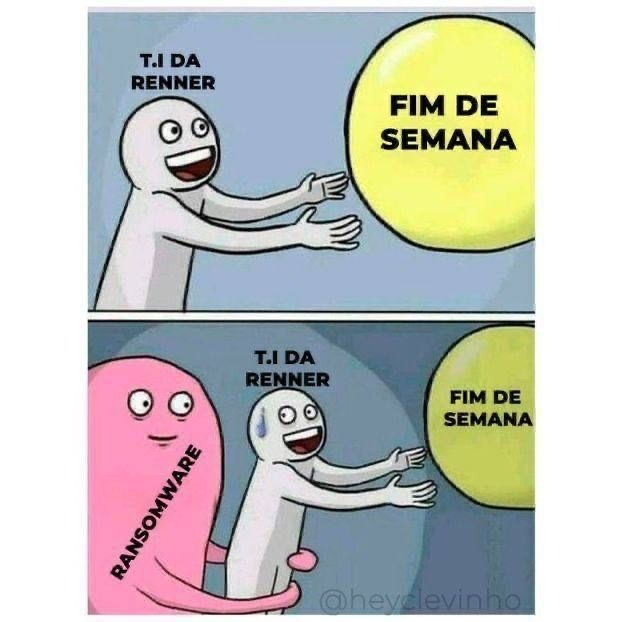 T.I DA
RENNER
FIM DE
SEMANA
T.I DA
RENNER
FIM DE
SEMANA
RANSOMWARE
@heyclevinho